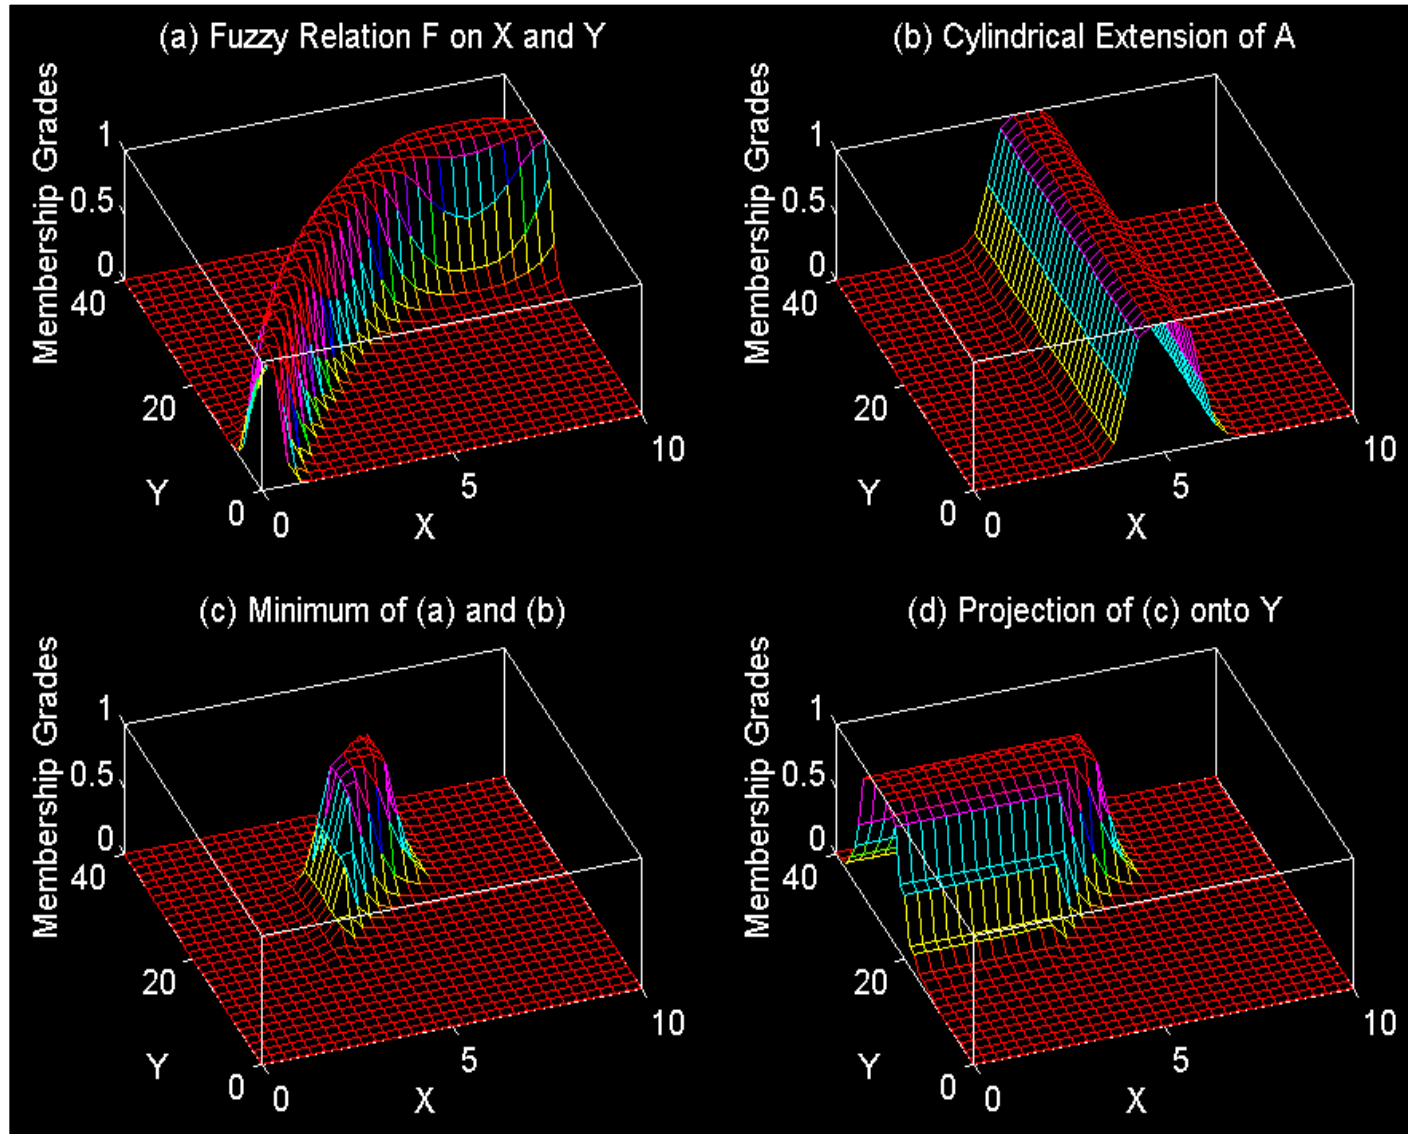 (a) Fuzzy Relation F on X and Y
Membership Grades
1
0.5
0
40
20
0
Y
0
5
10
X
(b) Cylindrical Extension of A
Membership Grades
1
0.5
0
40
20
0
Y
0
5
10
X
(c) Minimum of (a) and (b)
Membership Grades
1
0.5
0
40
20
0
Y
0
5
10
X
(d) Projection of (c) onto Y
Membership Grades
1
0.5
0
40
20
0
Y
0
5
10
X